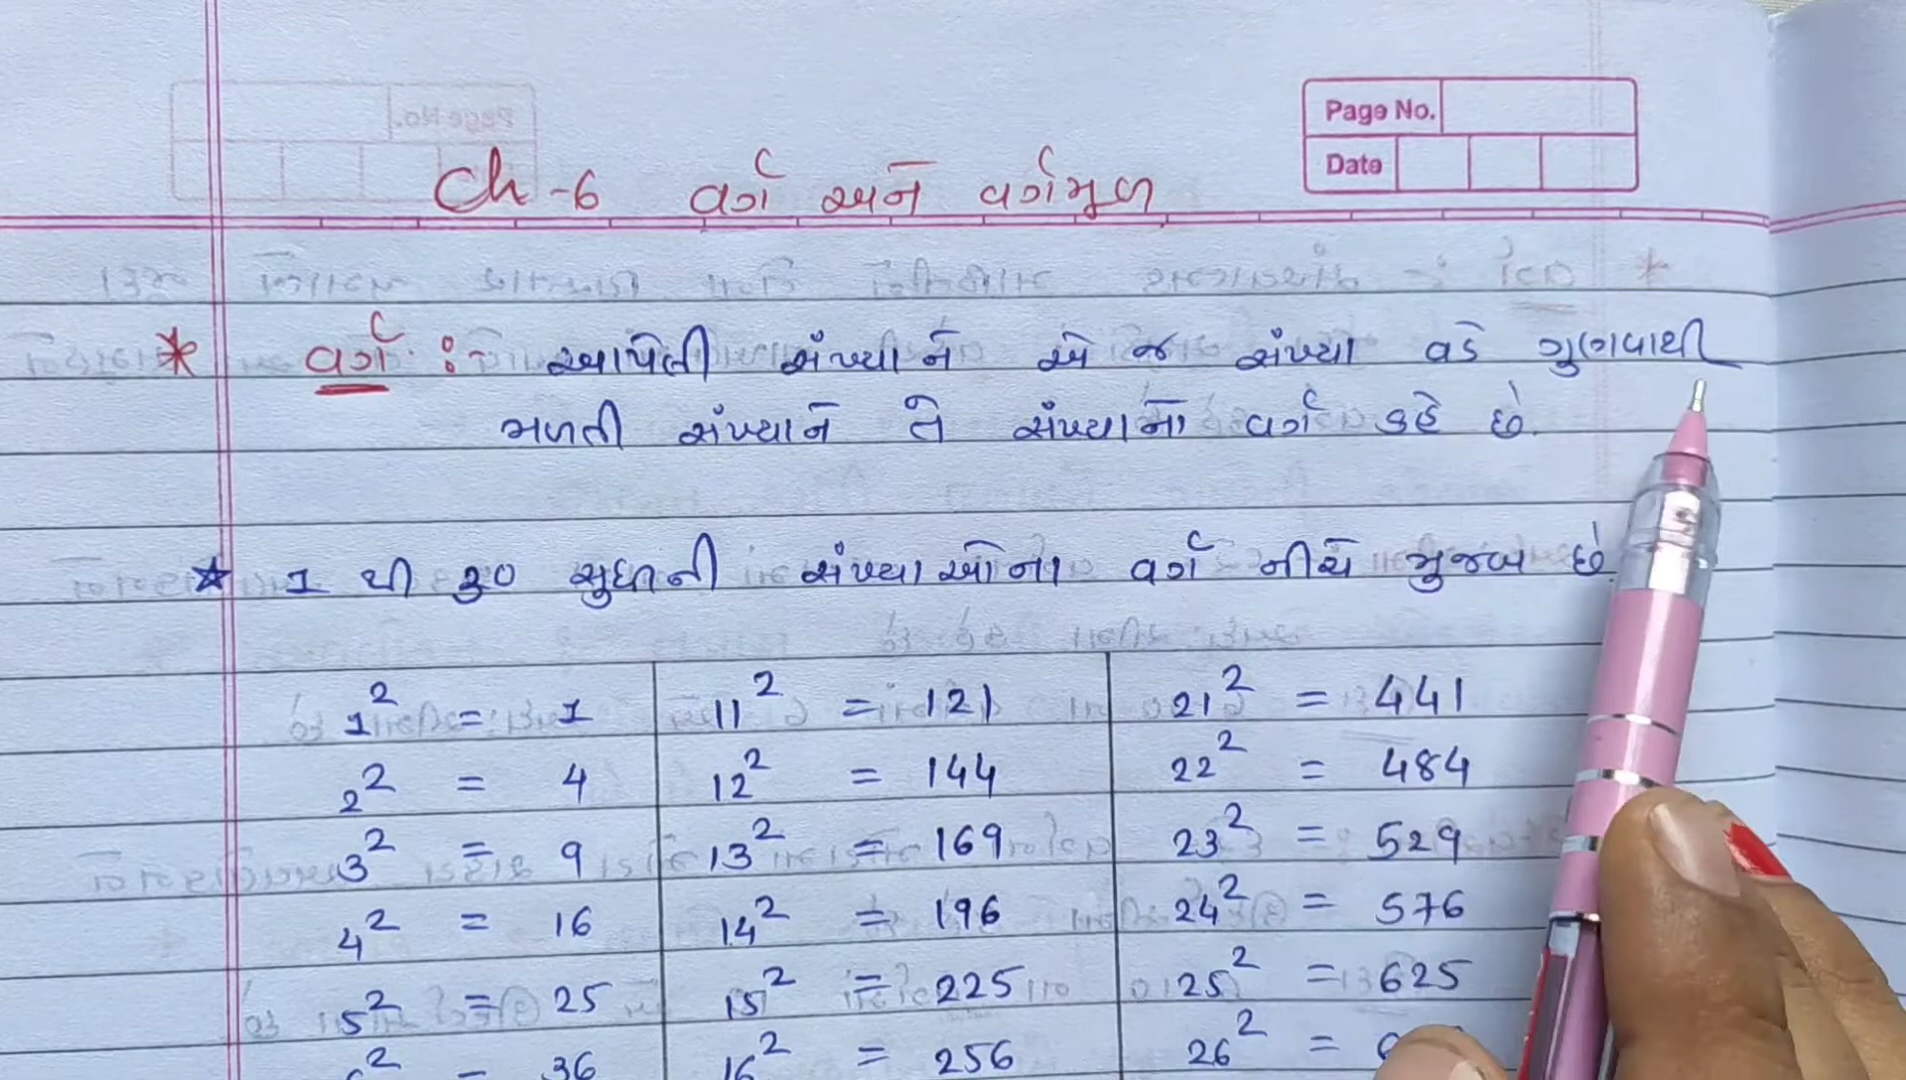 Page No.
Date
Ch-6 વર્ગ અને વર્ગમૂળ
* વર્ગ :- આપેલી સંખ્યાને એ જ સંખ્યા વડે ગુણવાથી
મળતી સંખ્યાને તે સંખ્યાનો વર્ગ કહે છે.
★ 1 થી 30 સુધાની સંખ્યાઓના વર્ગ નીચે મુજબ છે
1² = 1 11² = 121 21² = 441
2² = 4 12² = 144 22² = 484
3² = 9 13² = 169 23² = 529
4² = 16 14² = 196 24² = 576
5² = 25 15² = 225 25² = 625
² = 36 16² = 256 26² =